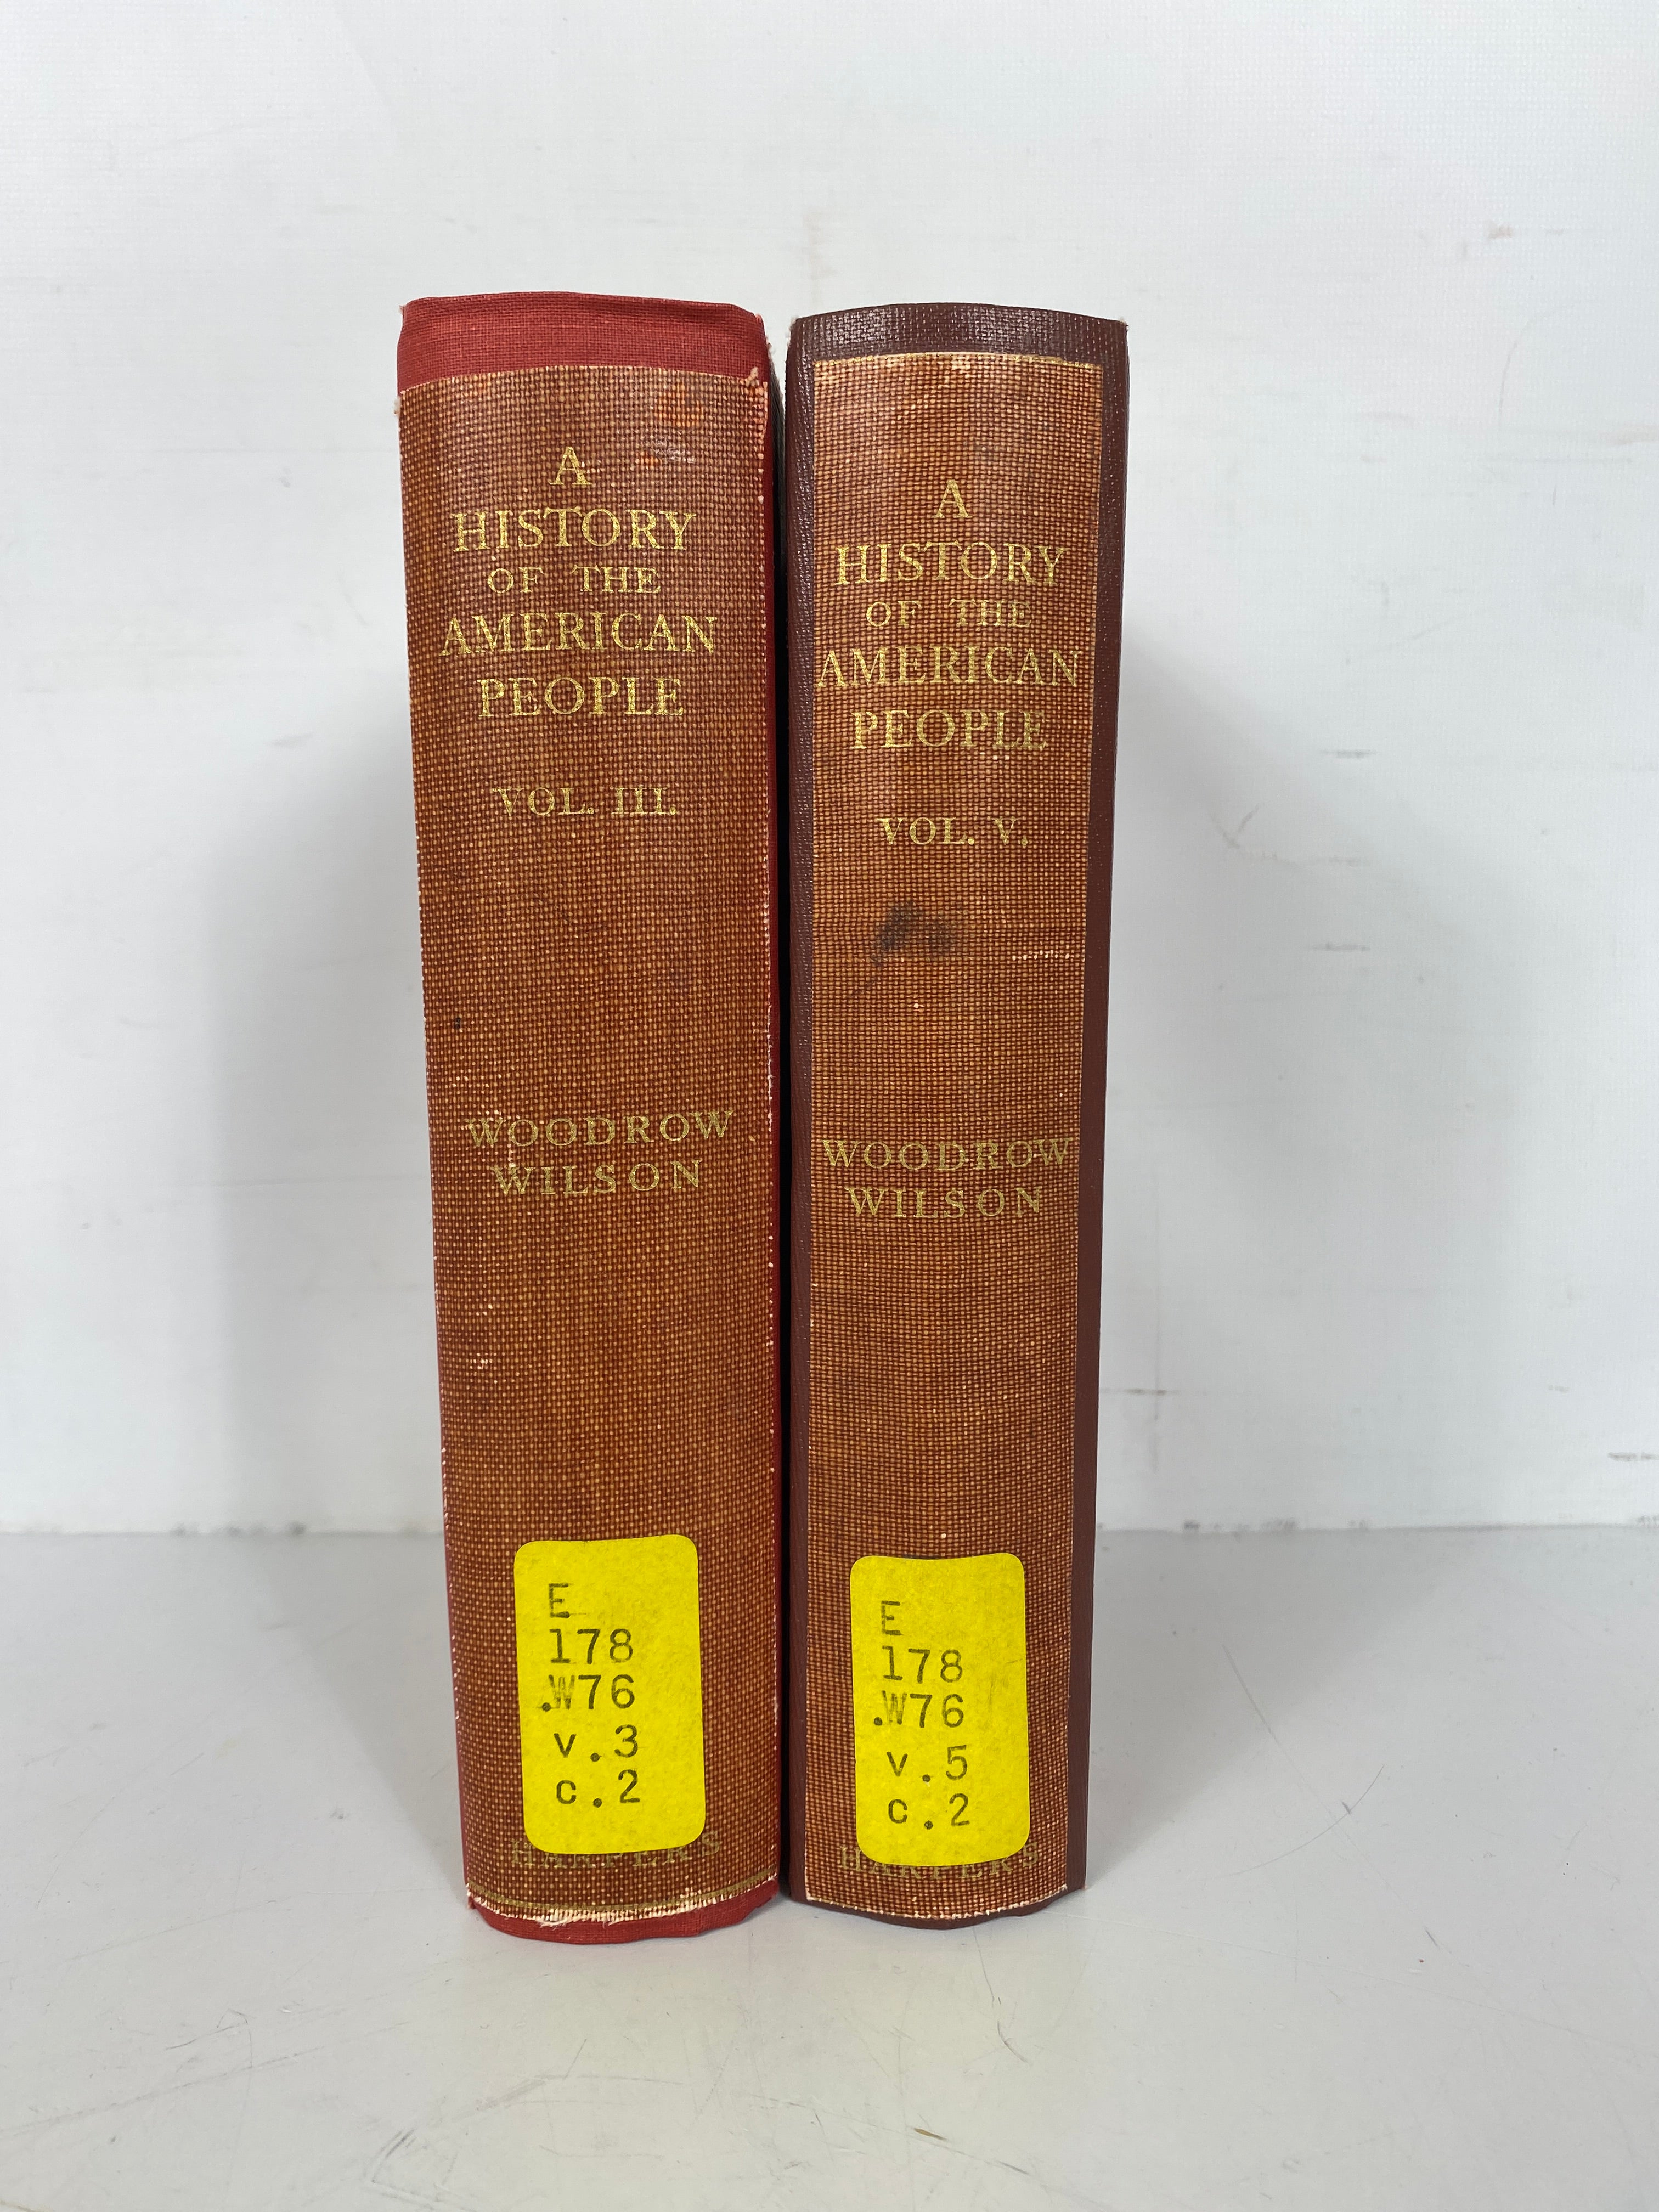 A
HISTORY
OF THE
AMERICAN
PEOPLE
VOL. III.
WOODROW
WILSON
E
178
.W76
v.3
c.2
HARPERS
A
HISTORY
OF THE
AMERICAN
PEOPLE
VOL. V.
WOODROW
WILSON
E
178
.W76
v.5
c.2
HARPERS